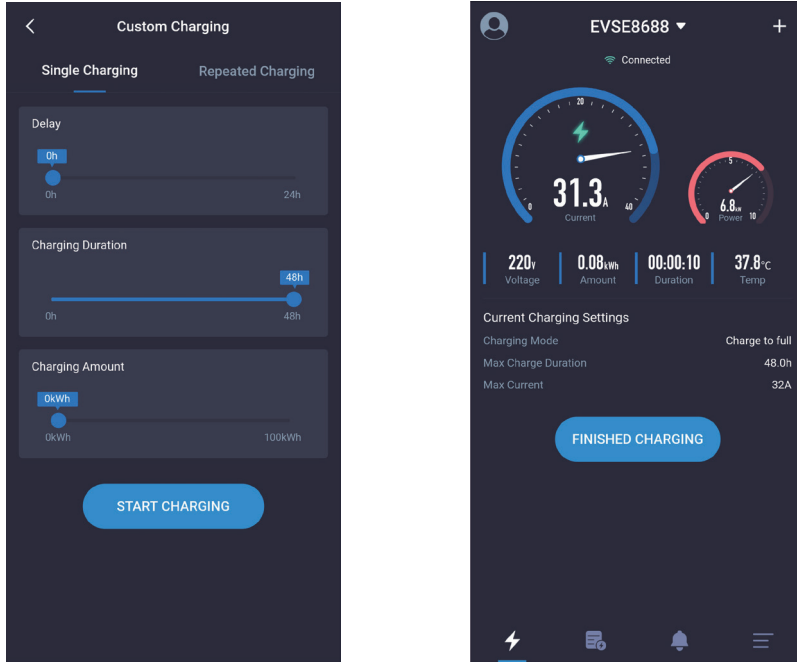 Custom Charging
Single Charging Repeated Charging
Delay
0h
0h 24h
Charging Duration
48h
0h 48h
Charging Amount
0kWh
0kWh 100kWh
START CHARGING
EVSE8688
Connected
20
0 40
31.3A
Current
5
0 10
6.8kW
Power
220V 0.08kWh 00:00:10 37.8°C
Voltage Amount Duration Temp
Current Charging Settings
Charging Mode Charge to full
Max Charge Duration 48.0h
Max Current 32A
FINISHED CHARGING